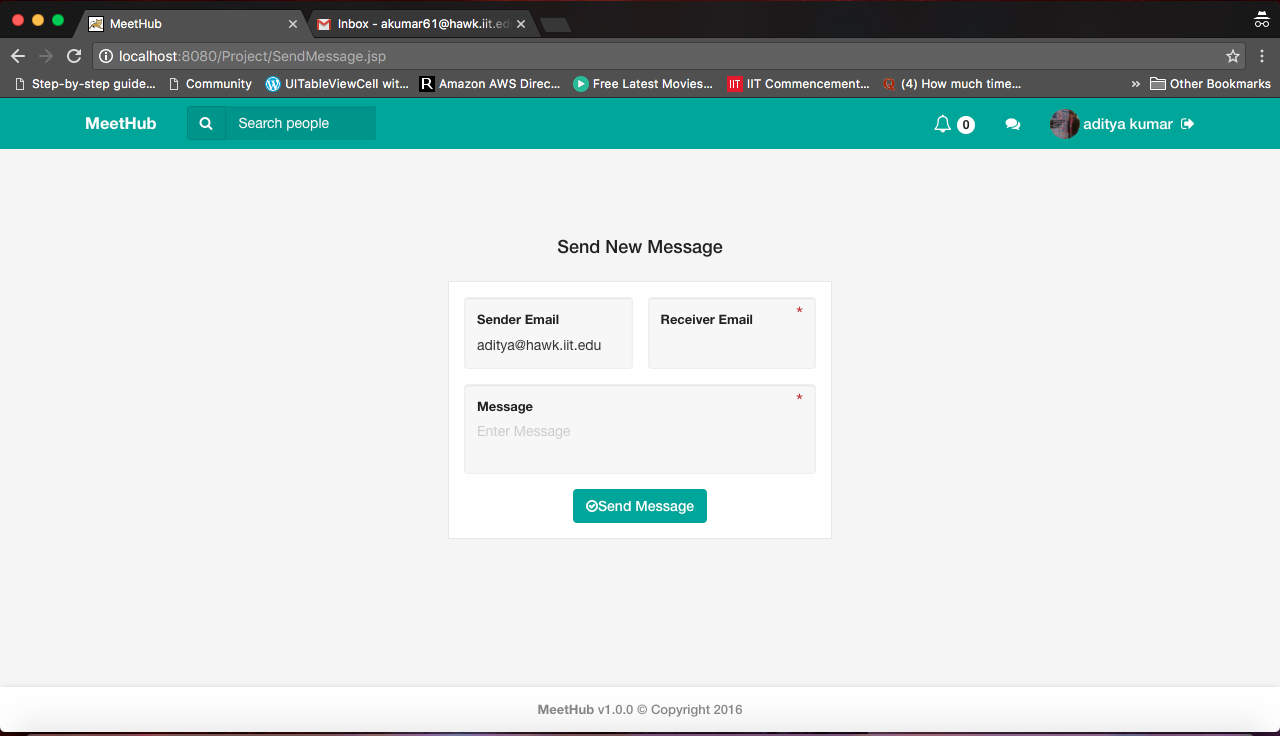 MeetHub
Inbox - akumar61@hawk.iit.ed
localhost:8080/Project/SendMessage.jsp
Step-by-step guide... Community UITableViewCell wit... R Amazon AWS Direc... Free Latest Movies... IIT IIT Commencement... (4) How much time... » Other Bookmarks
MeetHub Search people 0 aditya kumar
Send New Message
Sender Email
aditya@hawk.iit.edu
Receiver Email *
Message *
Enter Message
Send Message
MeetHub v1.0.0 © Copyright 2016